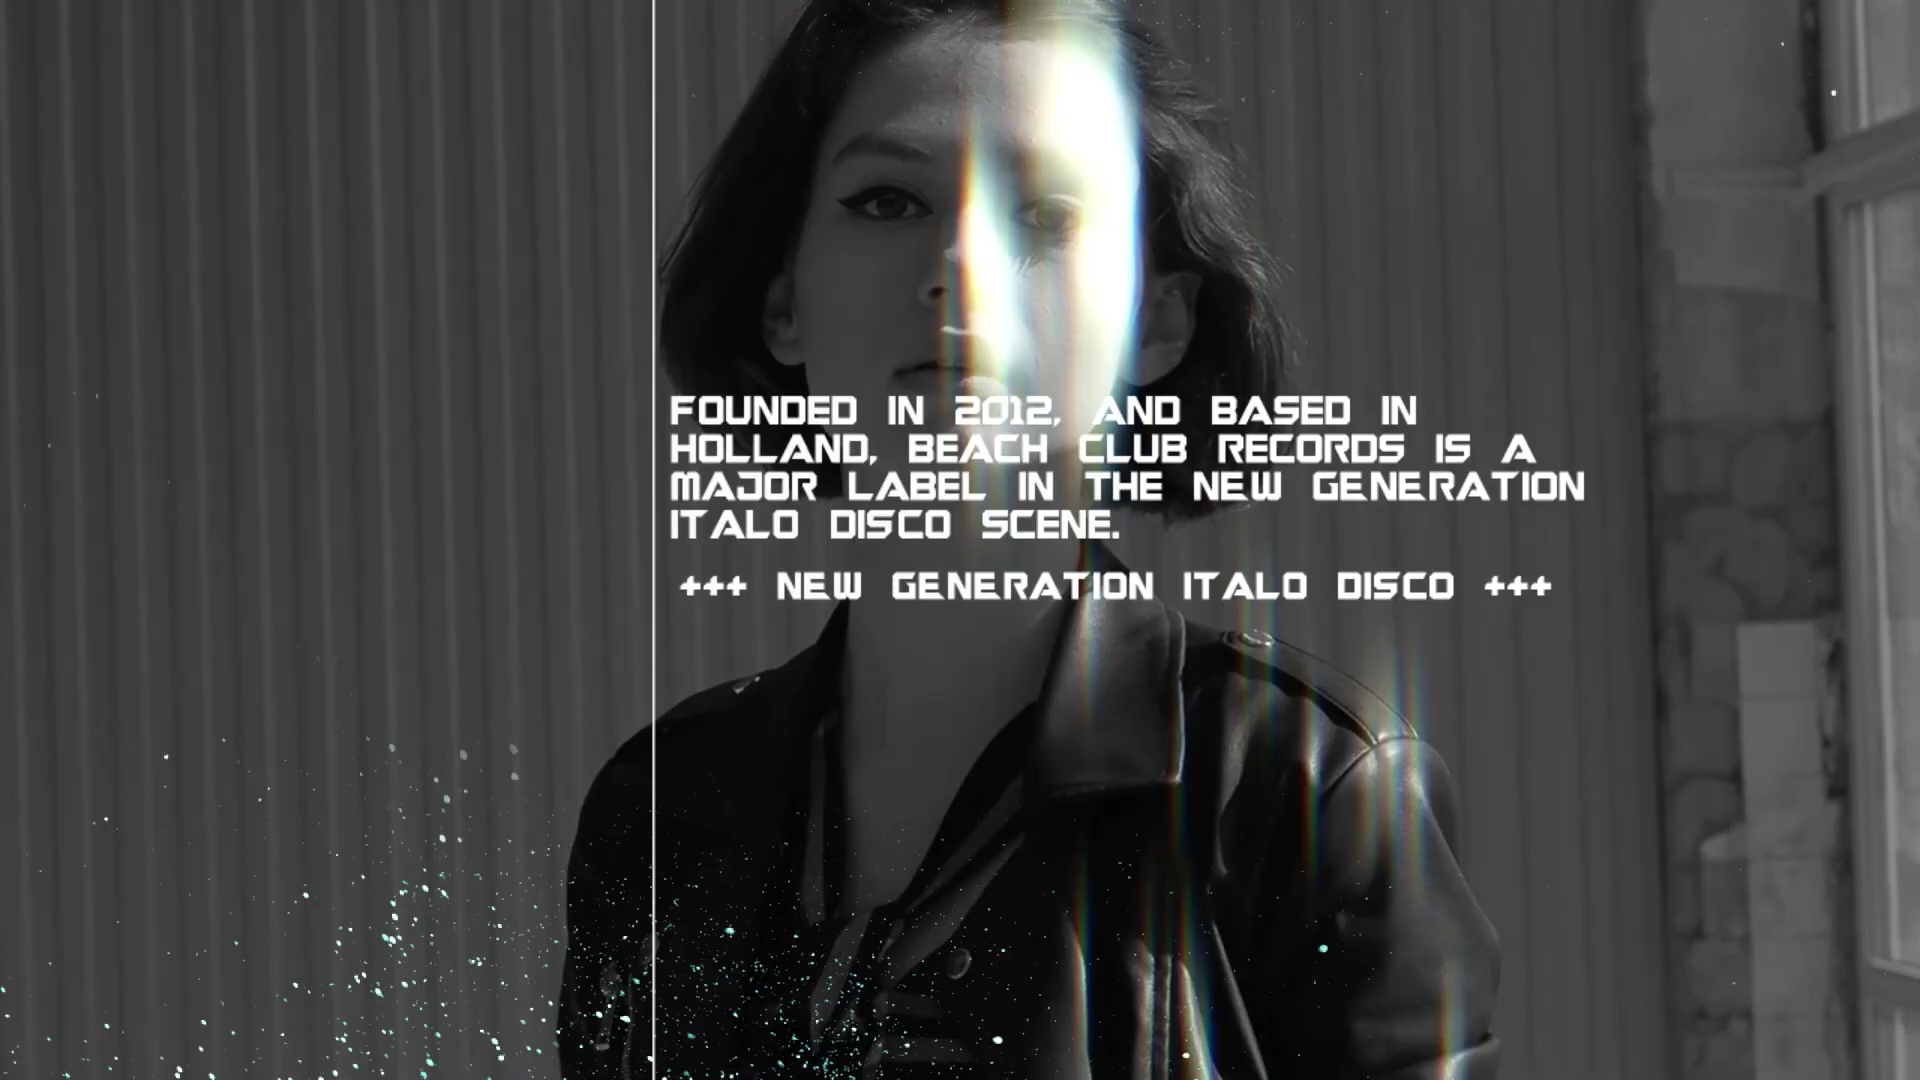 FOUNDED IN 2012, AND BASED IN
HOLLAND, BEACH CLUB RECORDS IS A
MAJOR LABEL IN THE NEW GENERATION
ITALO DISCO SCENE.
+++ NEW GENERATION ITALO DISCO +++